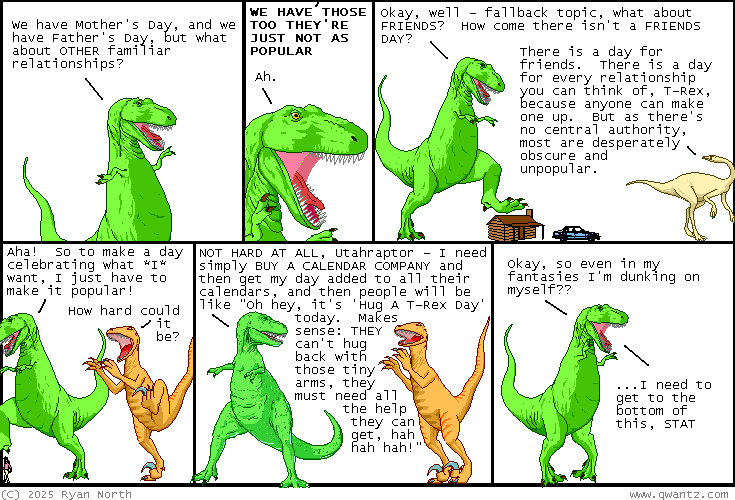 We have Mother's Day, and we
have Father's Day, but what
about OTHER familiar
relationships?
WE HAVE THOSE
TOO THEY'RE
JUST NOT AS
POPULAR
Ah.
Okay, well - fallback topic, what about
FRIENDS?  How come there isn't a FRIENDS
DAY?
There is a day for
friends.  There is a day
for every relationship
you can think of, T-Rex,
because anyone can make
one up.  But as there's
no central authority,
most are desperately
obscure and
unpopular.
Aha!  So to make a day
celebrating what *I*
want, I just have to
make it popular!
How hard could
it
be?
NOT HARD AT ALL, Utahraptor - I need
simply BUY A CALENDAR COMPANY and
then get my day added to all their
calendars, and then people will be
like "Oh hey, it's 'Hug A T-Rex Day'
today.  Makes
sense: THEY
can't hug
back with
those tiny
arms, they
must need all
the help
they can
get, hah
hah hah!"
Okay, so even in my
fantasies I'm dunking on
myself??
...I need to
get to the
bottom of
this, STAT
(C) 2025 Ryan North
www.qwantz.com